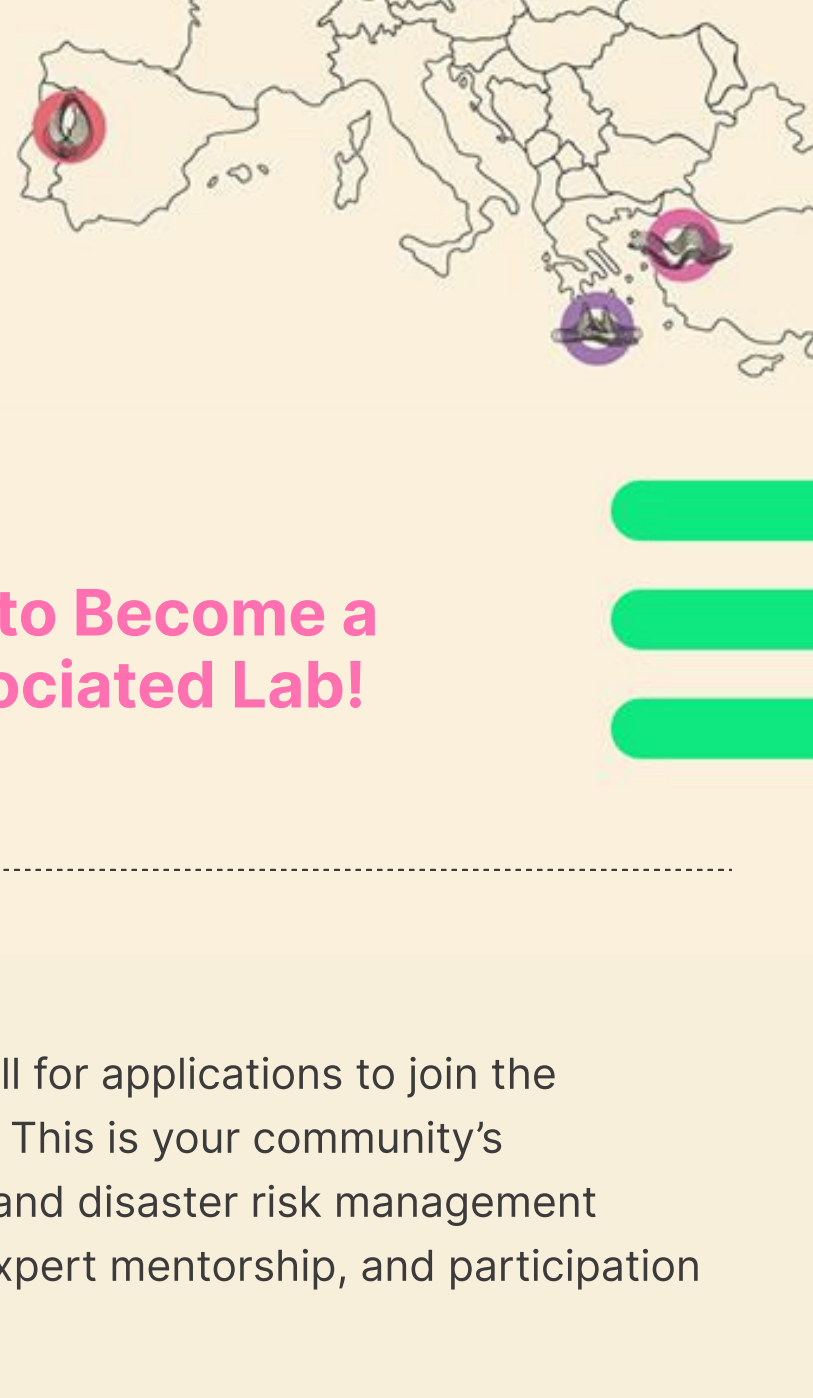 to Become a
ociated Lab!
ll for applications to join the
This is your community’s
and disaster risk management
xpert mentorship, and participation